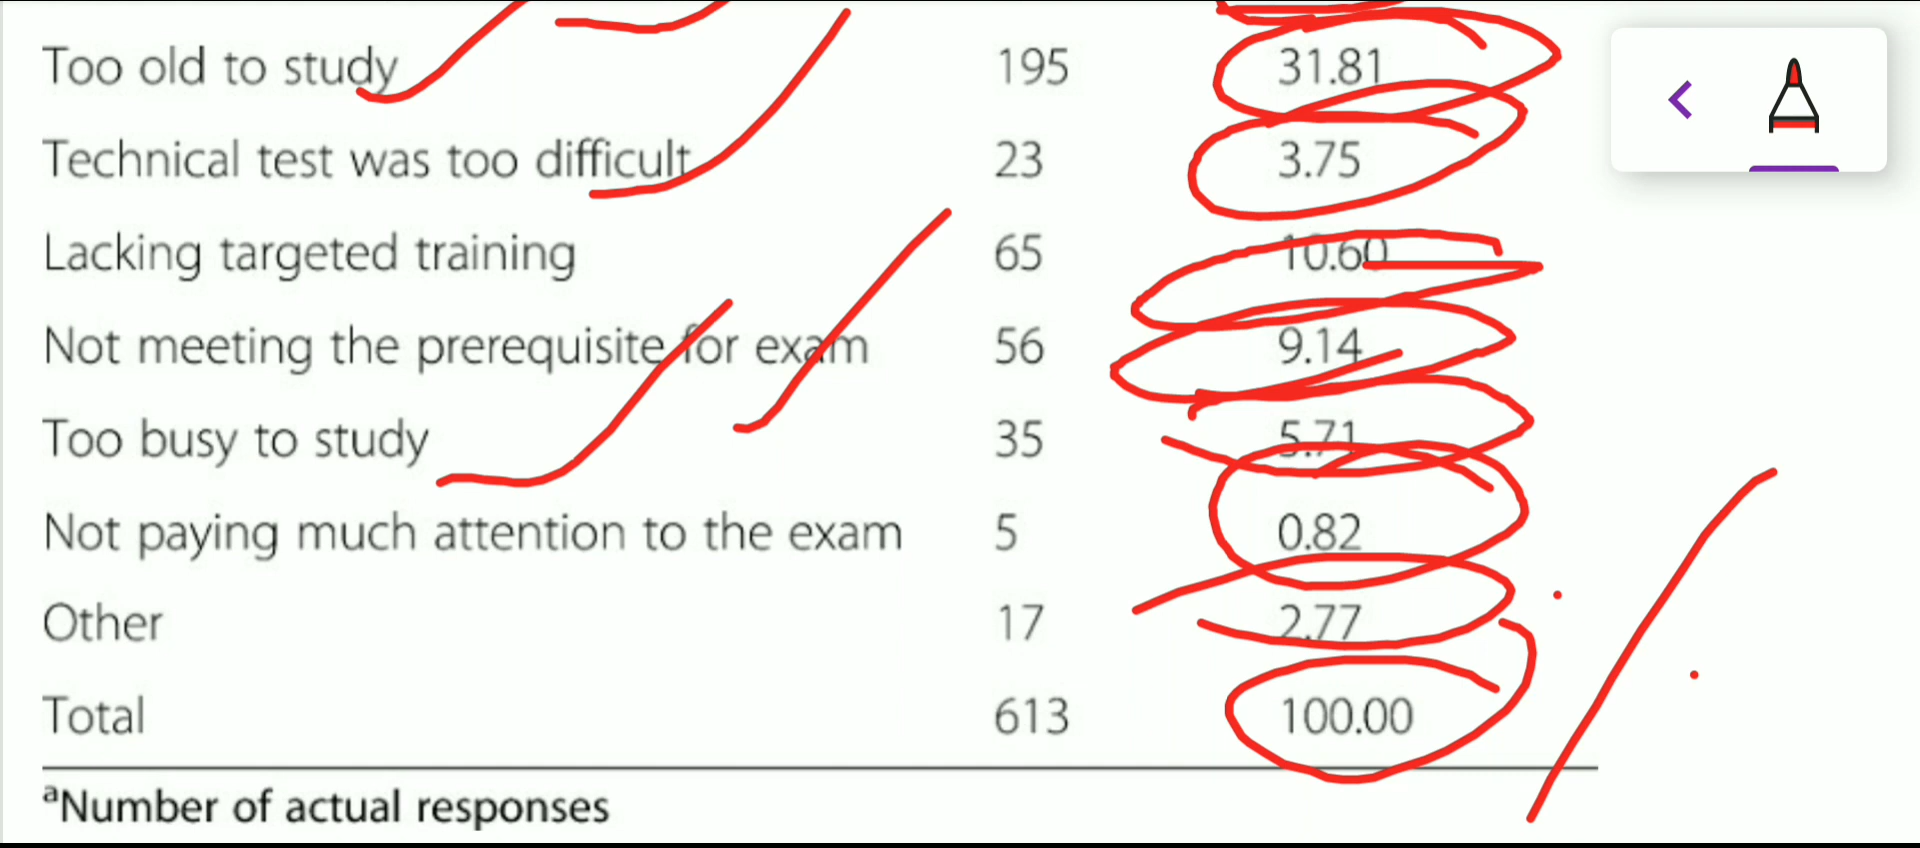 Too old to study 195 31.81
Technical test was too difficult 23 3.75
Lacking targeted training 65 10.60
Not meeting the prerequisite for exam 56 9.14
Too busy to study 35 5.71
Not paying much attention to the exam 5 0.82
Other 17 2.77
Total 613 100.00
aNumber of actual responses